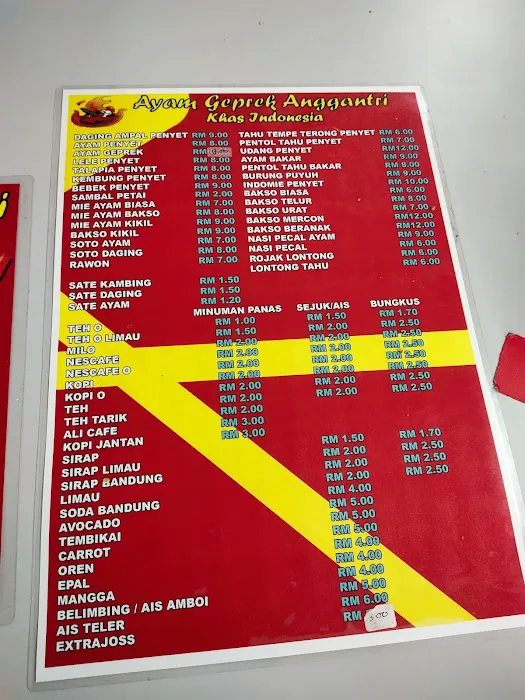 Ayam Geprek Anggantri
Khas Indonesia
DAGING AMPAL PENYET RM 9.00
AYAM PENYET RM 8.00
AYAM GEPREK RM
LELE PENYET RM 8.00
TALAPIA PENYET RM 8.00
KEMBUNG PENYET RM 8.00
BEBEK PENYET RM 9.00
SAMBAL PETAI RM 2.00
MIE AYAM BIASA RM 7.00
MIE AYAM BAKSO RM 8.00
MIE AYAM KIKIL RM 9.00
BAKSO KIKIL RM 9.00
SOTO AYAM RM 7.00
SOTO DAGING RM 8.00
RAWON RM 7.00
TAHU TEMPE TERONG PENYET RM 6.00
PENTOL TAHU PENYET RM 7.00
UDANG PENYET RM12.00
AYAM BAKAR RM 9.00
PENTOL TAHU BAKAR RM 8.00
BURUNG PUYUH RM 9.00
INDOMIE PENYET RM 10.00
BAKSO BIASA RM 6.00
BAKSO TELUR RM 8.00
BAKSO URAT RM 7.00
BAKSO MERCON RM12.00
BAKSO BERANAK RM12.00
NASI PECAL AYAM RM 9.00
NASI PECAL RM 6.00
ROJAK LONTONG RM 6.00
LONTONG TAHU RM 6.00
SATE KAMBING RM 1.50
SATE DAGING RM 1.50
SATE AYAM RM 1.20
MINUMAN PANAS SEJUK/AIS BUNGKUS
TEH O RM 1.00 RM 1.50 RM 1.70
TEH O LIMAU RM 1.50 RM 2.00 RM 2.50
MILO RM 2.00 RM 2.00 RM 2.50
NESCAFE RM 2.00 RM 2.00 RM 2.50
NESCAFE O RM 2.00 RM 2.00 RM 2.50
KOPI RM 2.00 RM 2.00 RM 2.50
KOPI O RM 2.00 RM 2.00 RM 2.50
TEH RM 2.00 RM 2.00 RM 2.50
TEH TARIK RM 2.00
ALI CAFE RM 3.00
KOPI JANTAN RM 3.00
SIRAP RM 1.50 RM 1.70
SIRAP LIMAU RM 2.00 RM 2.50
SIRAP BANDUNG RM 2.00 RM 2.50
LIMAU RM 2.00 RM 2.50
SODA BANDUNG RM 4.00
AVOCADO RM 5.00
TEMBIKAI RM 5.00
CARROT RM 5.00
OREN RM 4.00
EPAL RM 4.00
MANGGA RM 4.00
BELIMBING / AIS AMBOI RM 5.00
AIS TELER RM 6.00
EXTRAJOSS RM